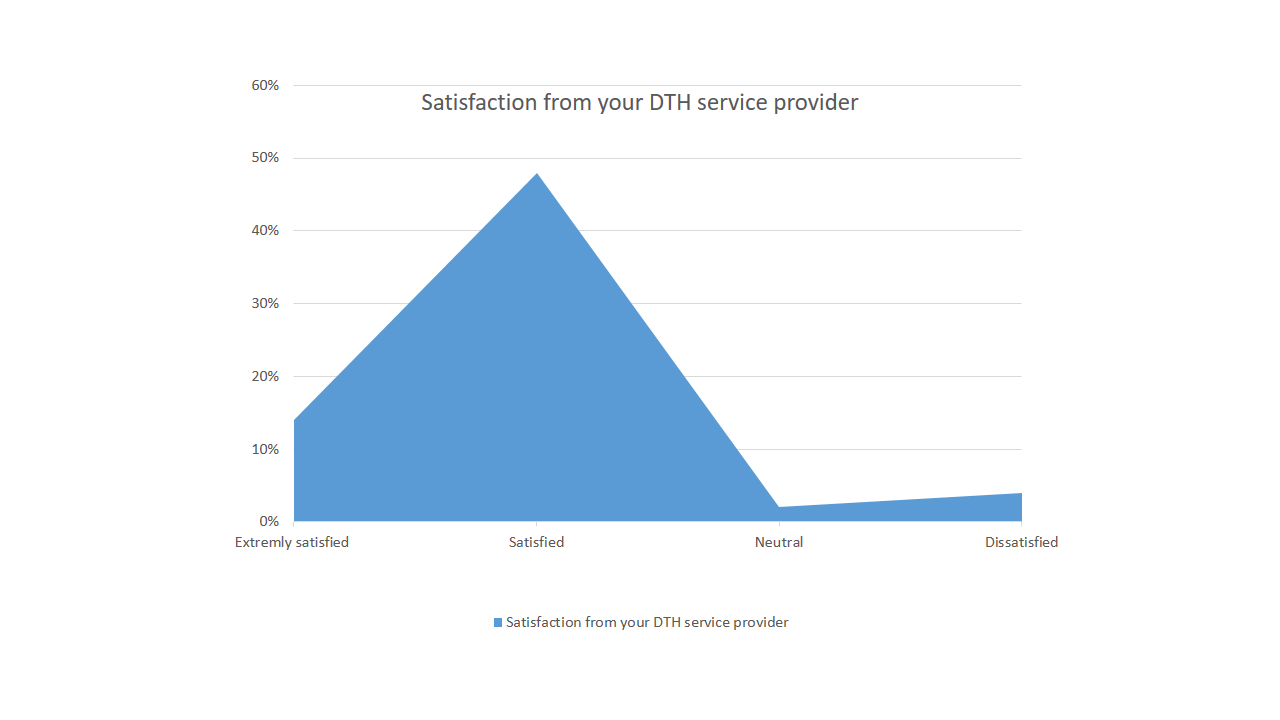 60%
Satisfaction from your DTH service provider
50%
40%
30%
20%
10%
0%
Extremly satisfied Satisfied Neutral Dissatisfied
Satisfaction from your DTH service provider